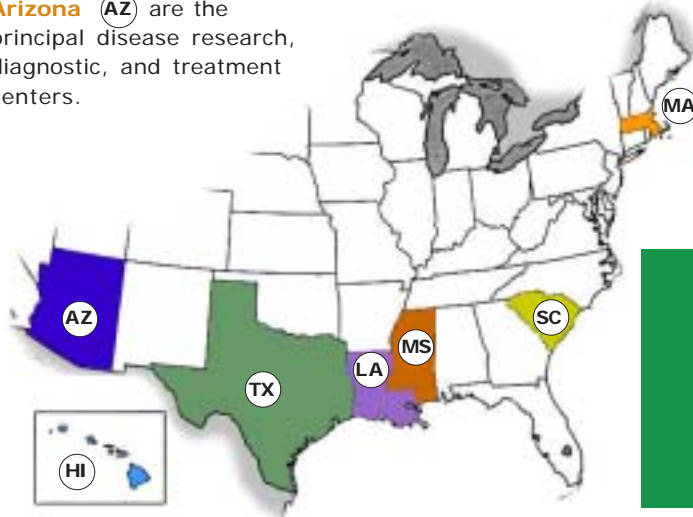 Arizona (AZ) are the
principal disease research,
diagnostic, and treatment
centers.
MA
AZ
SC
MS
LA
TX
HI